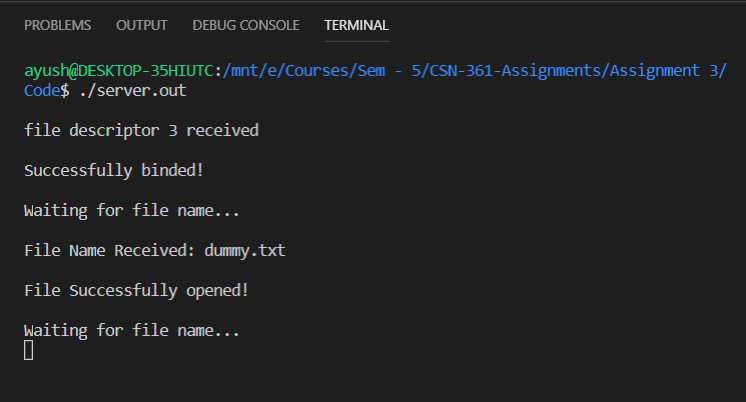 PROBLEMS OUTPUT DEBUG CONSOLE TERMINAL
ayush@DESKTOP-35HIUTC:/mnt/e/Courses/Sem - 5/CSN-361-Assignments/Assignment 3/
Code$ ./server.out
file descriptor 3 received
Successfully binded!
Waiting for file name...
File Name Received: dummy.txt
File Successfully opened!
Waiting for file name...